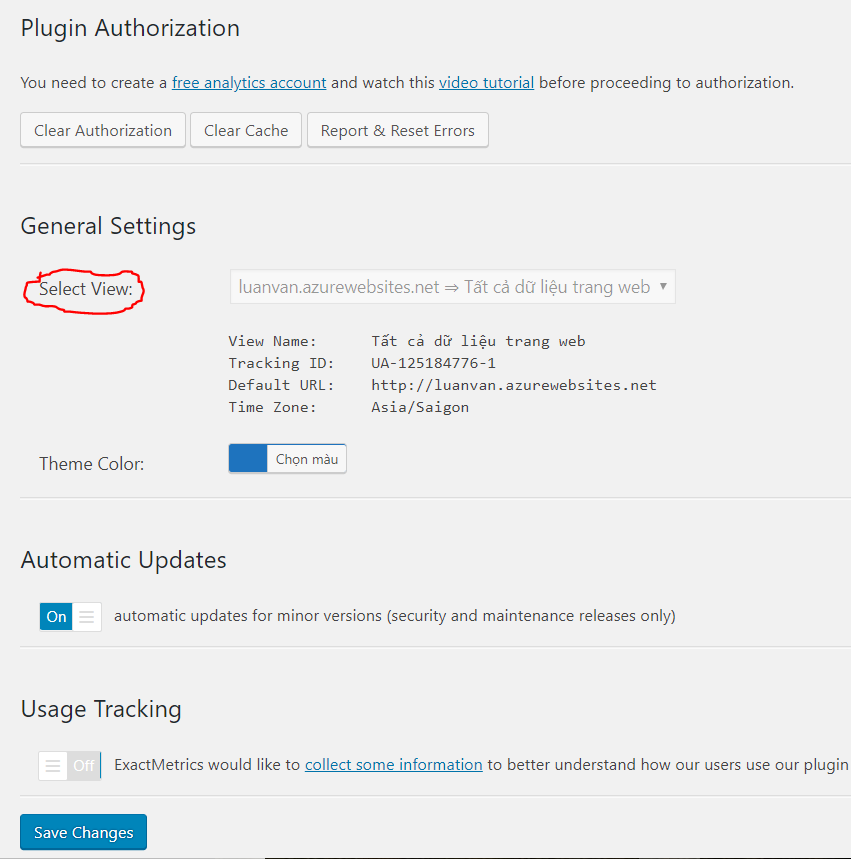 Plugin Authorization
You need to create a free analytics account and watch this video tutorial before proceeding to authorization.
Clear Authorization Clear Cache Report & Reset Errors
General Settings
Select View: luanvan.azurewebsites.net ⇒ Tất cả dữ liệu trang web
View Name: Tất cả dữ liệu trang web
Tracking ID: UA-125184776-1
Default URL: http://luanvan.azurewebsites.net
Time Zone: Asia/Saigon
Theme Color: Chọn màu
Automatic Updates
On automatic updates for minor versions (security and maintenance releases only)
Usage Tracking
Off ExactMetrics would like to collect some information to better understand how our users use our plugin
Save Changes